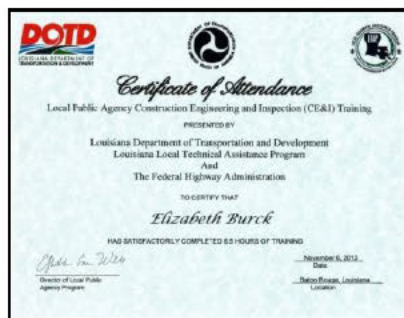 DOTD
LOUISIANA DEPARTMENT OF
TRANSPORTATION & DEVELOPMENT
Certificate of Attendance
Local Public Agency Construction Engineering and Inspection (CE&I) Training
PRESENTED BY
Louisiana Department of Transportation and Development
Louisiana Local Technical Assistance Program
And
The Federal Highway Administration
TO CERTIFY THAT
Elizabeth Burck
HAS SATISFACTORILY COMPLETED 6.5 HOURS OF TRAINING
Director of Local Public
Agency Program
November 6, 2013
Date
Baton Rouge, Louisiana
Location